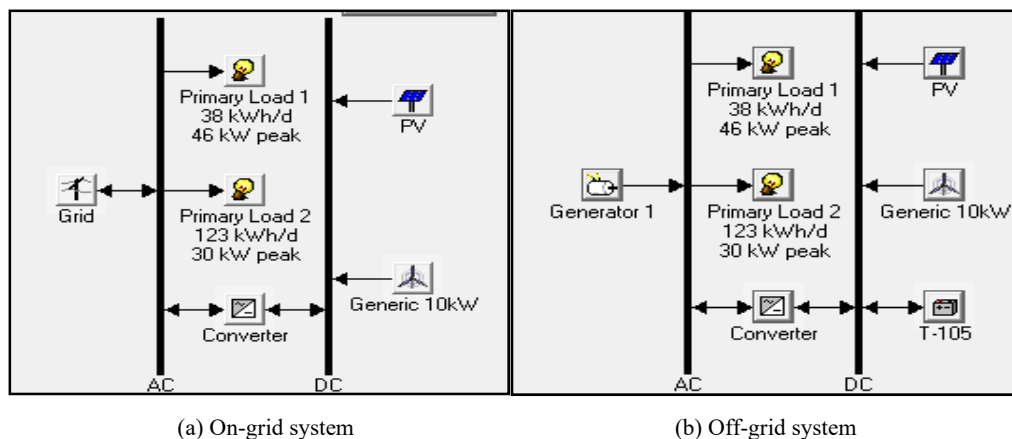 Primary Load 1
38 kWh/d
46 kW peak
PV
Grid
Primary Load 2
123 kWh/d
30 kW peak
Generic 10kW
Converter
AC
DC
(a) On-grid system
Primary Load 1
38 kWh/d
46 kW peak
PV
Generator 1
Primary Load 2
123 kWh/d
30 kW peak
Generic 10kW
Converter
T-105
AC
DC
(b) Off-grid system